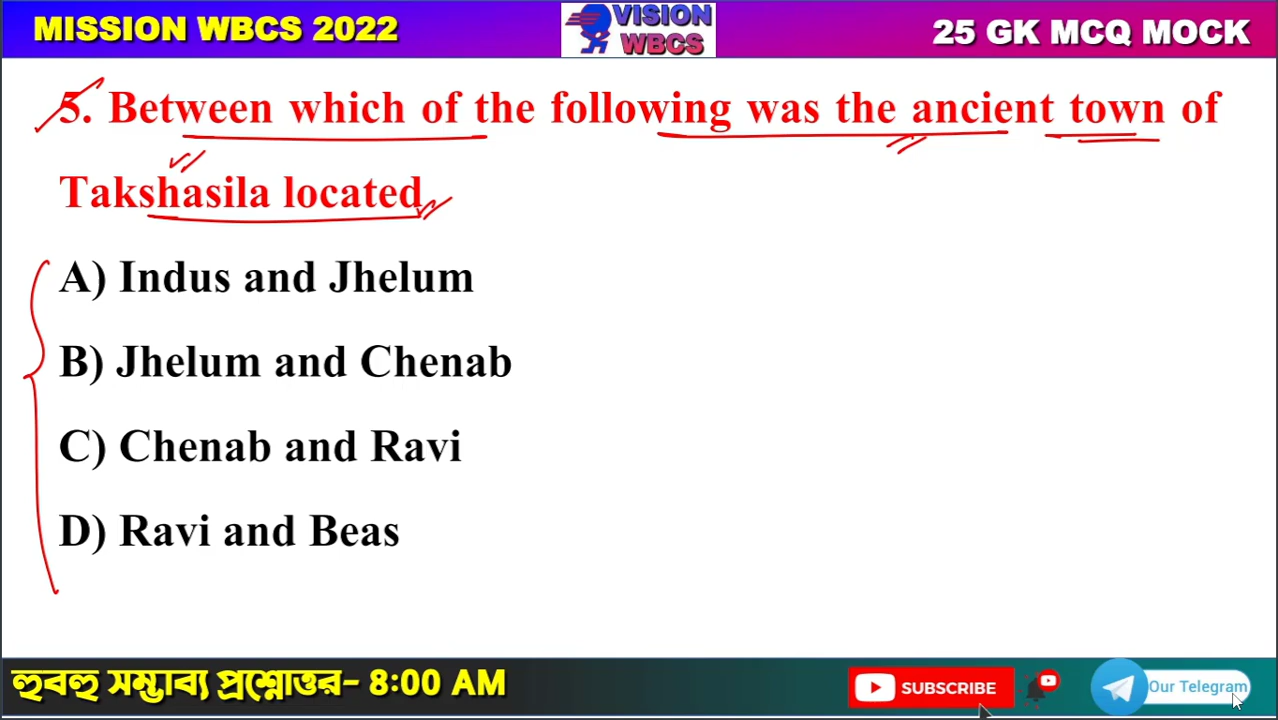 MISSION WBCS 2022
VISION
WBCS
25 GK MCQ MOCK
5. Between which of the following was the ancient town of
Takshasila located
A) Indus and Jhelum
B) Jhelum and Chenab
C) Chenab and Ravi
D) Ravi and Beas
হুবহু সম্ভাব্য প্রশ্নোত্তর- 8:00 AM
SUBSCRIBE
Our Telegram